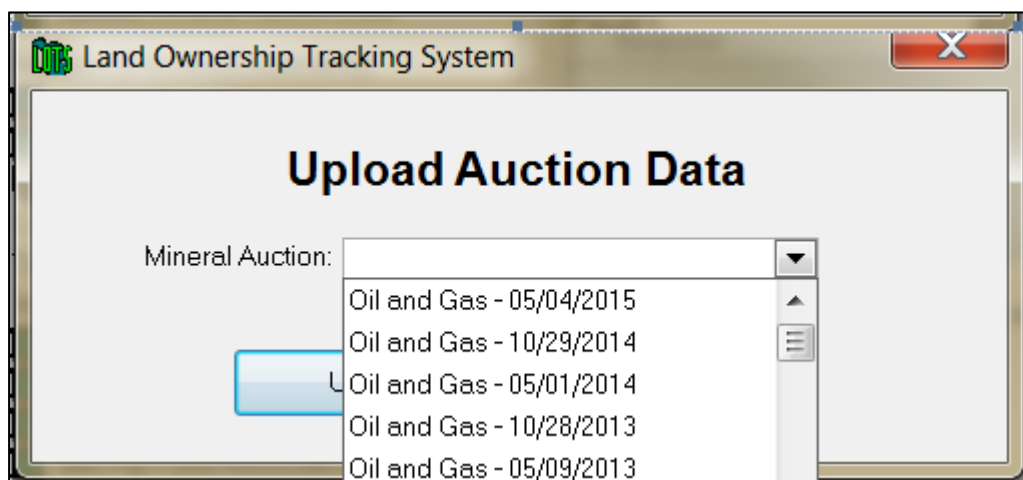 Land Ownership Tracking System
Upload Auction Data
Mineral Auction:
Oil and Gas - 05/04/2015
Oil and Gas - 10/29/2014
Oil and Gas - 05/01/2014
Oil and Gas - 10/28/2013
Oil and Gas - 05/09/2013